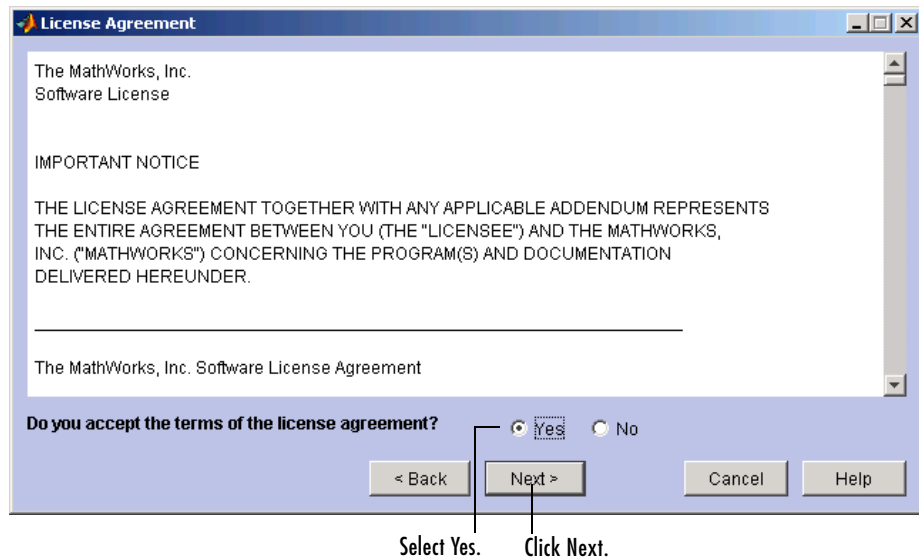 License Agreement
The MathWorks, Inc.
Software License
IMPORTANT NOTICE
THE LICENSE AGREEMENT TOGETHER WITH ANY APPLICABLE ADDENDUM REPRESENTS
THE ENTIRE AGREEMENT BETWEEN YOU (THE "LICENSEE") AND THE MATHWORKS,
INC. ("MATHWORKS") CONCERNING THE PROGRAM(S) AND DOCUMENTATION
DELIVERED HEREUNDER.
The MathWorks, Inc. Software License Agreement
Do you accept the terms of the license agreement? Yes No
< Back Next > Cancel Help
Select Yes. Click Next.